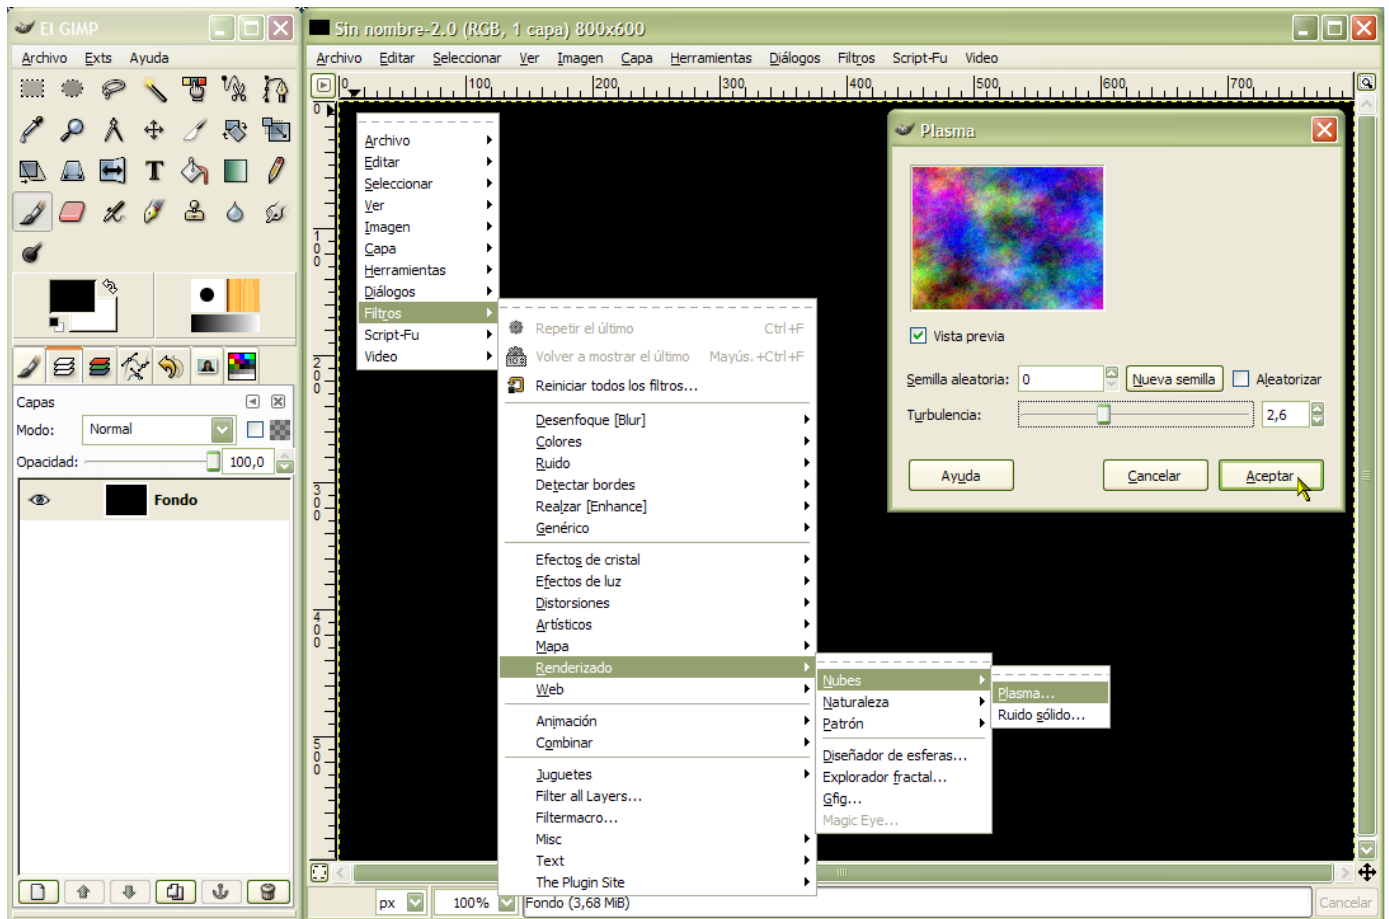 El GIMP
Archivo Exts Ayuda
Capas
Modo: Normal
Opacidad: 100,0
Fondo
Sin nombre-2.0 (RGB, 1 capa) 800x600
Archivo Editar Seleccionar Ver Imagen Capa Herramientas Diálogos Filtros Script-Fu Video
0 100 200 300 400 500 600 700
0
100
200
300
400
500
Archivo
Editar
Seleccionar
Ver
Imagen
Capa
Herramientas
Diálogos
Filtros
Script-Fu
Video
Repetir el último Ctrl+F
Volver a mostrar el último Mayús.+Ctrl+F
Reiniciar todos los filtros...
Desenfoque [Blur]
Colores
Ruido
Detectar bordes
Realzar [Enhance]
Genérico
Efectos de cristal
Efectos de luz
Distorsiones
Artísticos
Mapa
Renderizado
Web
Animación
Combinar
Juguetes
Filter all Layers...
Filtermacro...
Misc
Text
The Plugin Site
Nubes
Naturaleza
Patrón
Diseñador de esferas...
Explorador fractal...
Gfig...
Magic Eye...
Plasma...
Ruido sólido...
Plasma
Vista previa
Semilla aleatoria: 0 Nueva semilla Aleatorizar
Turbulencia: 2,6
Ayuda Cancelar Aceptar
px 100% Fondo (3,68 MiB) Cancelar